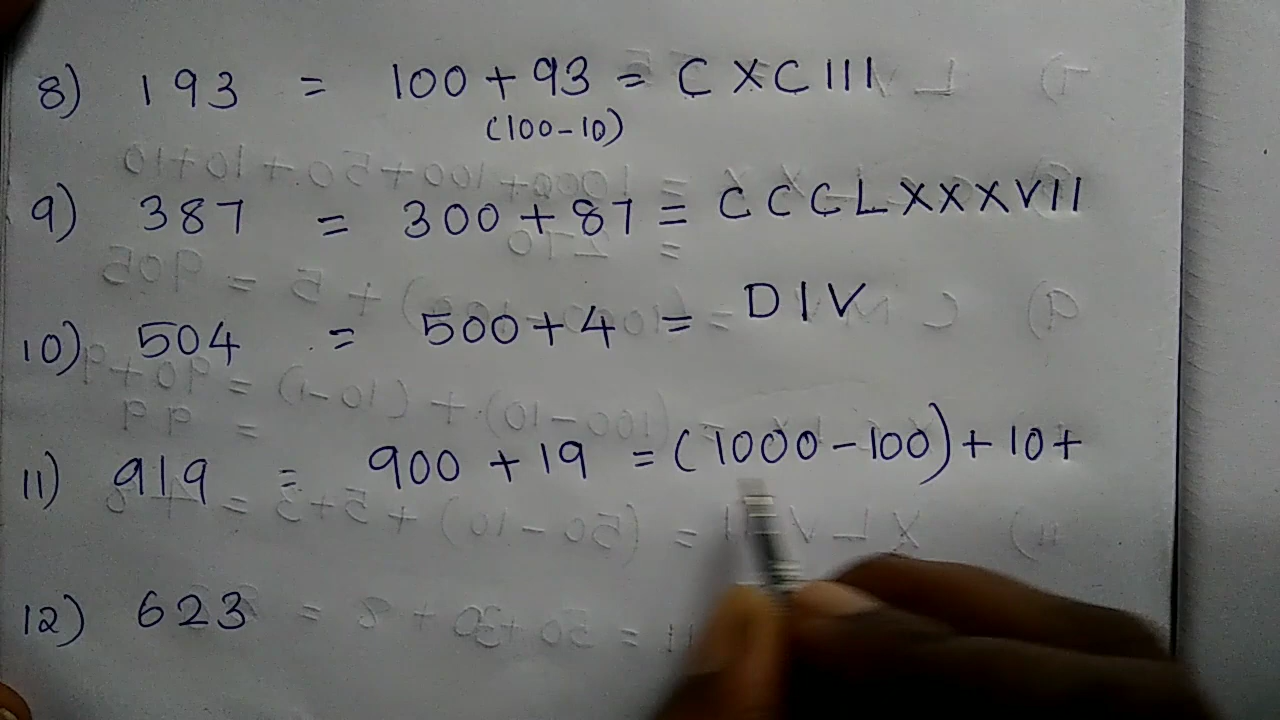 8) 193 = 100 + 93 = CXCIII
(100-10)
9) 387 = 300 + 87 = CCCLXXXVII
10) 504 = 500 + 4 = DIV
11) 919 = 900 + 19 = (1000 - 100) + 10 +
12) 623